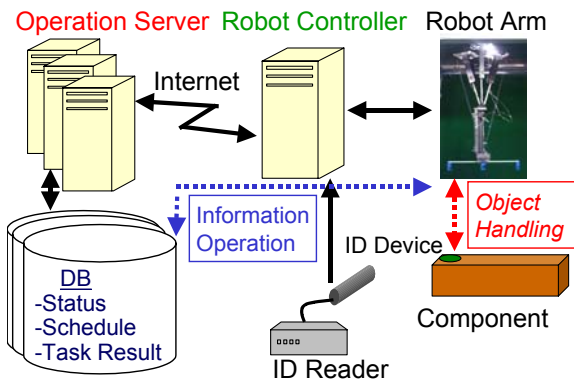 Operation Server
Robot Controller
Robot Arm
Internet
Information
Operation
Object
Handling
ID Device
DB
-Status
-Schedule
-Task Result
Component
ID Reader